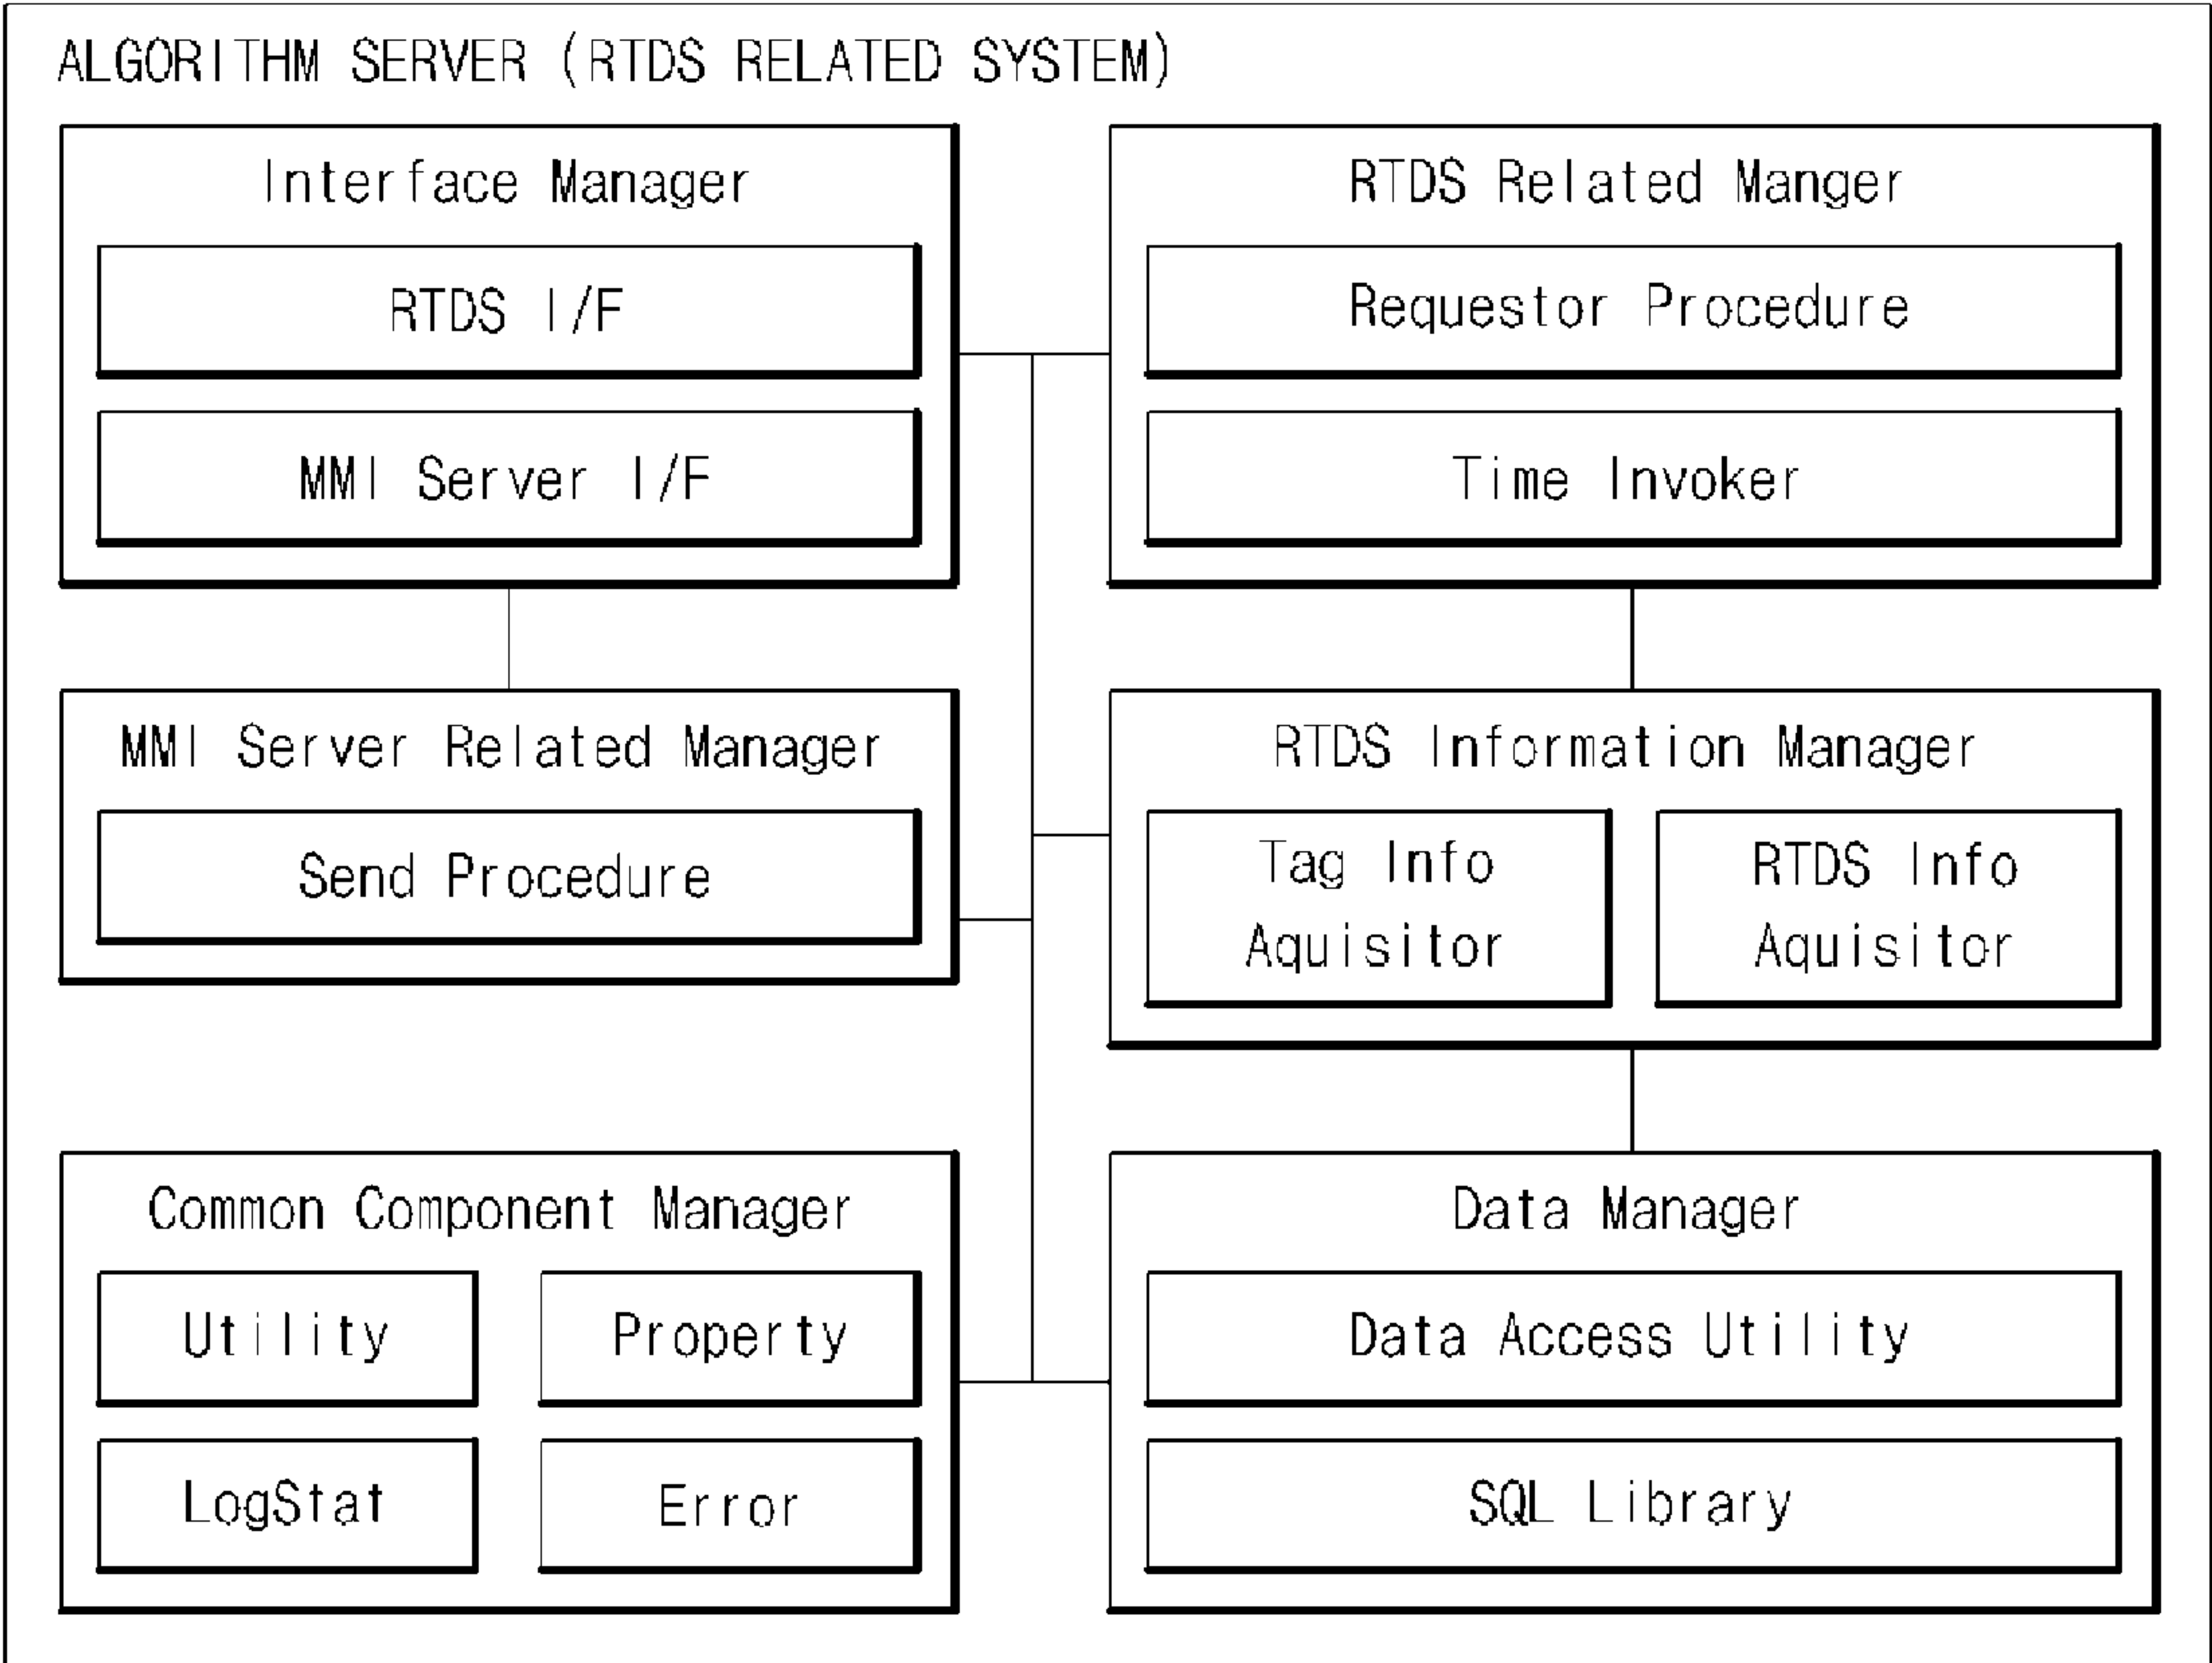 ALGORITHM SERVER (RTDS RELATED SYSTEM)
Interface Manager
RTDS I/F
MMI Server I/F
RTDS Related Manger
Requestor Procedure
Time Invoker
MMI Server Related Manager
Send Procedure
RTDS Information Manager
Tag Info
Aquisitor
RTDS Info
Aquisitor
Common Component Manager
Utility
Property
LogStat
Error
Data Manager
Data Access Utility
SQL Library